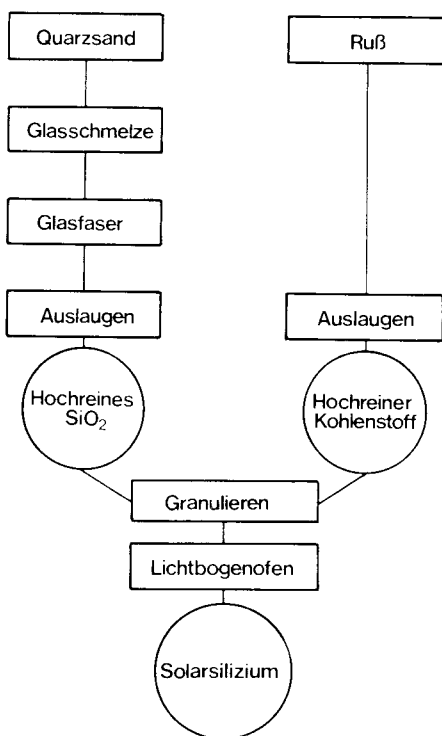 Quarzsand
Ruß
Glasschmelze
Glasfaser
Auslaugen
Auslaugen
Hochreines
SiO₂
Hochreiner
Kohlenstoff
Granulieren
Lichtbogenofen
Solarsilizium